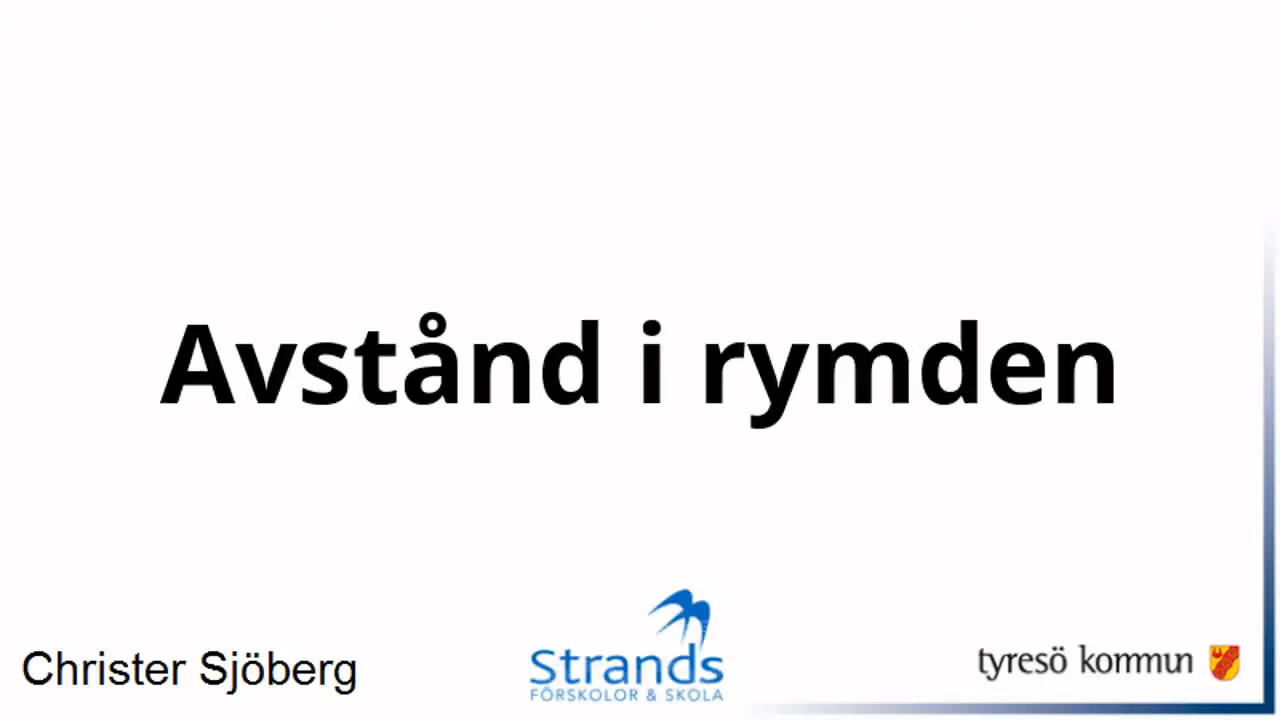 Avstånd i rymden
Christer Sjöberg
Strands
FÖRSKOLOR & SKOLA
tyresö kommun